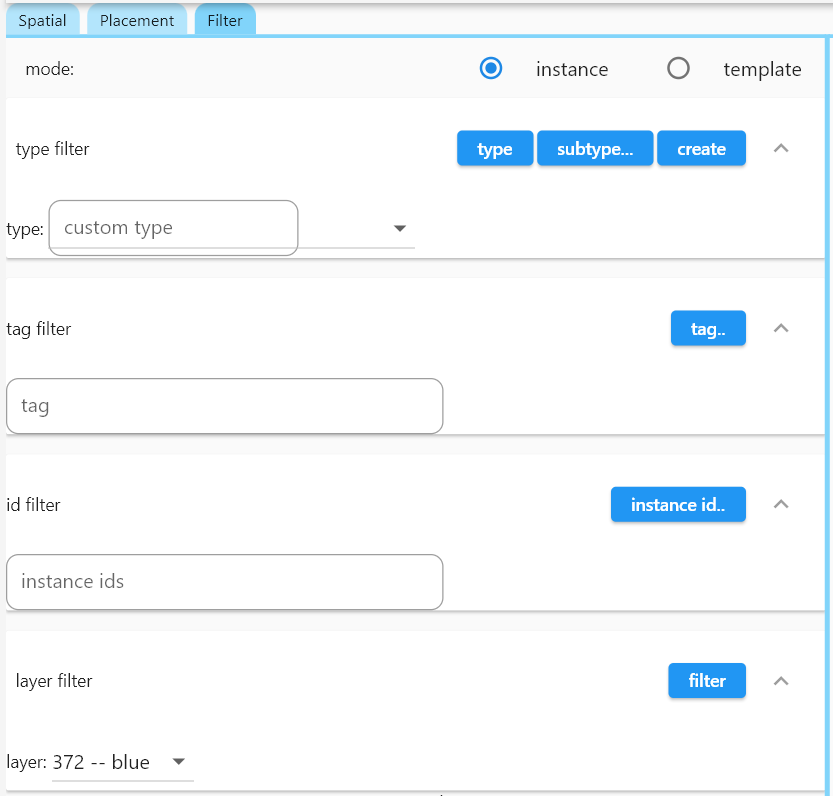 Spatial Placement Filter
mode: instance template
type filter type subtype... create
type: custom type
tag filter tag..
tag
id filter instance id..
instance ids
layer filter filter
layer: 372 -- blue